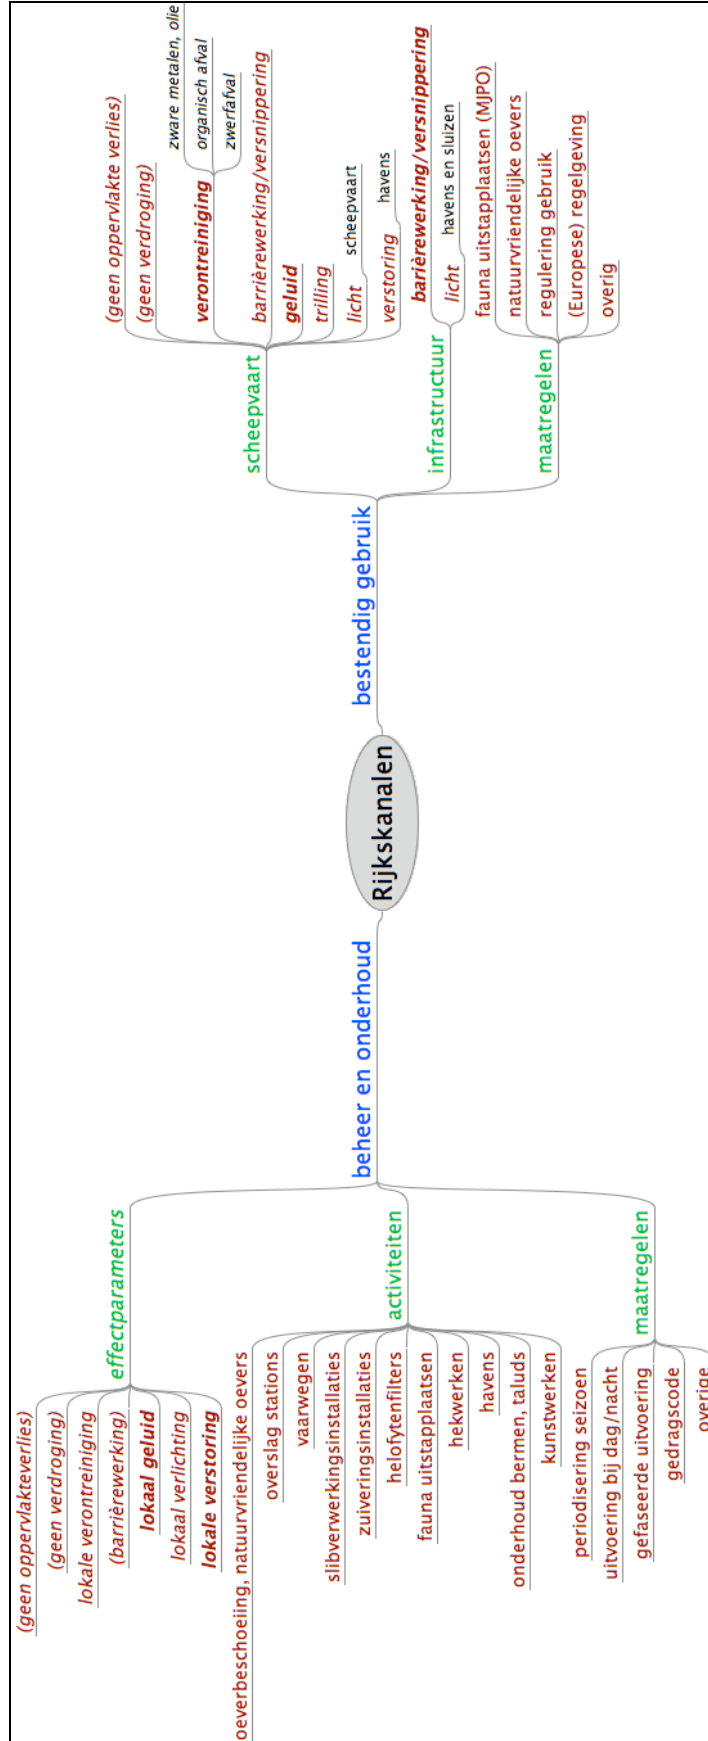 Rijkskanalen
beheer en onderhoud
effectparameters
(geen oppervlakteverlies)
(geen verdroging)
lokale verontreiniging
(barrièrewerking)
lokaal geluid
lokaal verlichting
lokale verstoring
activiteiten
oeverbeschoeiing, natuurvriendelijke oevers
overslag stations
vaarwegen
slibverwerkingsinstallaties
zuiveringsinstallaties
helofytenfilters
fauna uitstapplaatsen
hekwerken
havens
onderhoud bermen, taluds
kunstwerken
maatregelen
periodisering seizoen
uitvoering bij dag/nacht
gefaseerde uitvoering
gedragscode
overige
bestendig gebruik
scheepvaart
(geen oppervlakte verlies)
(geen verdroging)
verontreiniging
zware metalen, olie
organisch afval
zwerfafval
barrièrewerking/versnippering
geluid
trilling
licht
scheepvaart
verstoring
havens
infrastructuur
barièrewerking/versnippering
licht
havens en sluizen
maatregelen
fauna uitstapplaatsen (MJPO)
natuurvriendelijke oevers
regulering gebruik
(Europese) regelgeving
overig